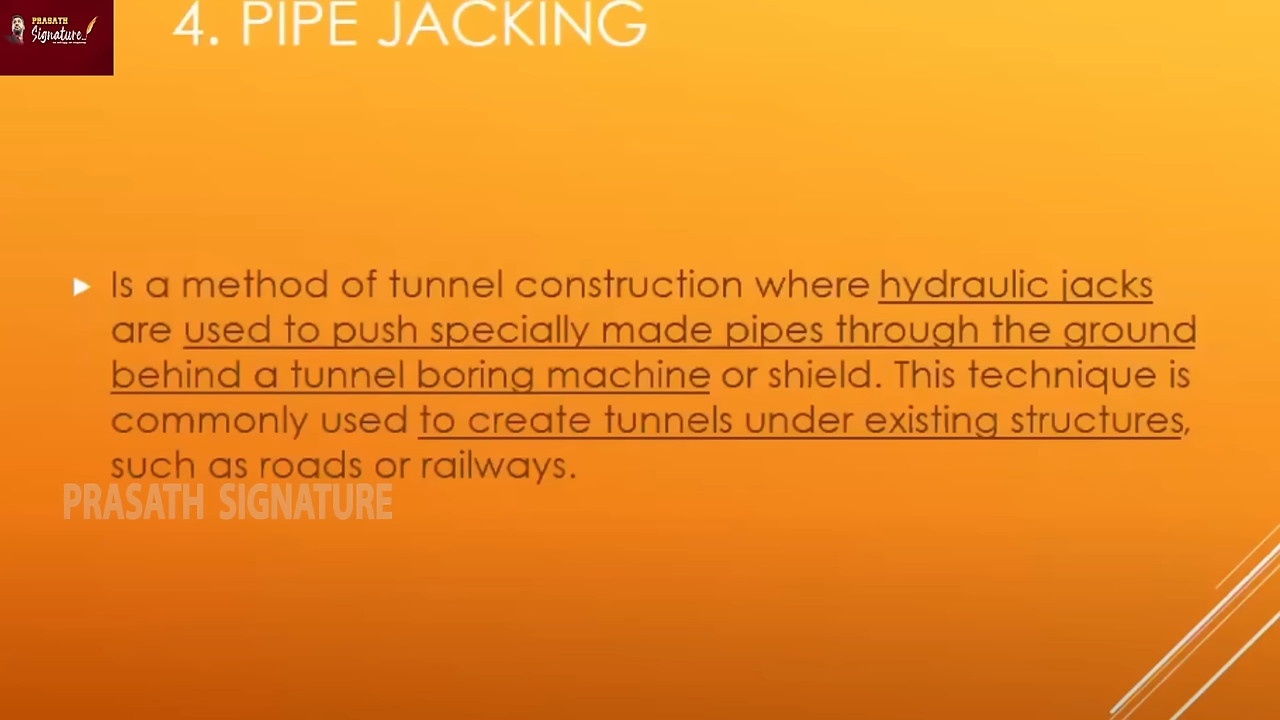 PRASATH
Signature
4. PIPE JACKING
Is a method of tunnel construction where hydraulic jacks
are used to push specially made pipes through the ground
behind a tunnel boring machine or shield. This technique is
commonly used to create tunnels under existing structures,
such as roads or railways.
PRASATH SIGNATURE